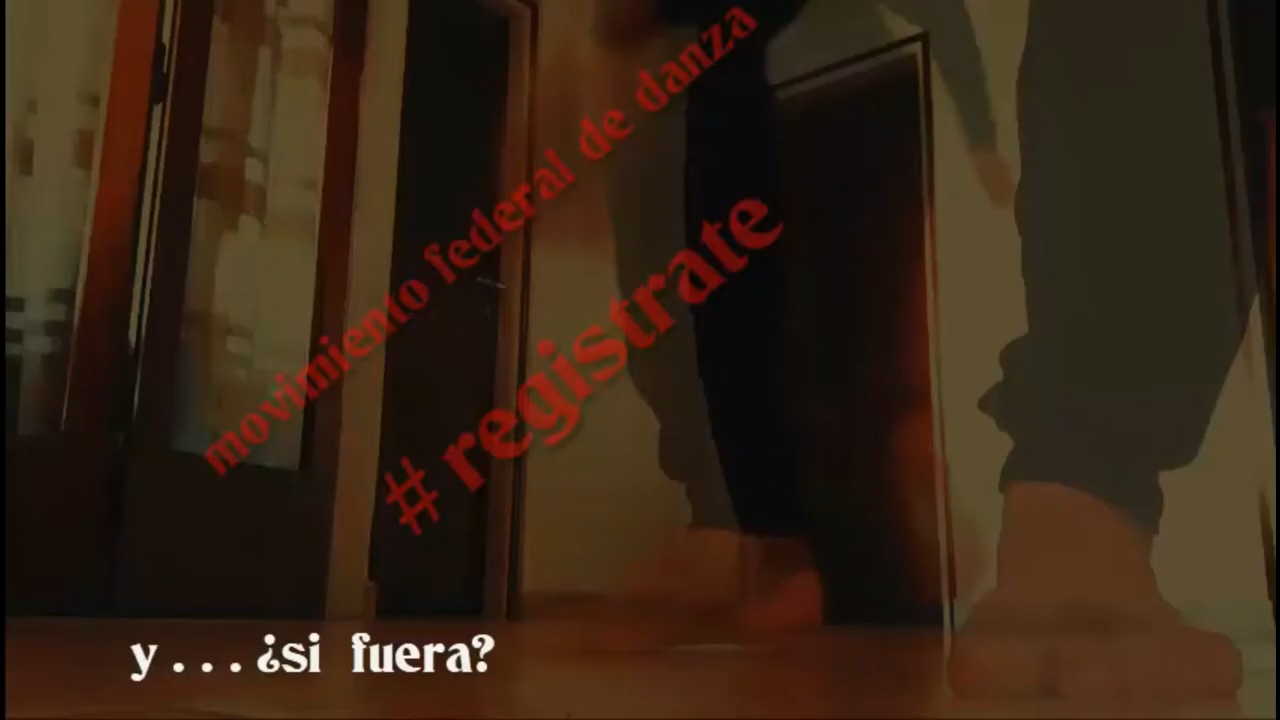 movimiento federal de danza
# registrate
y...¿si fuera?